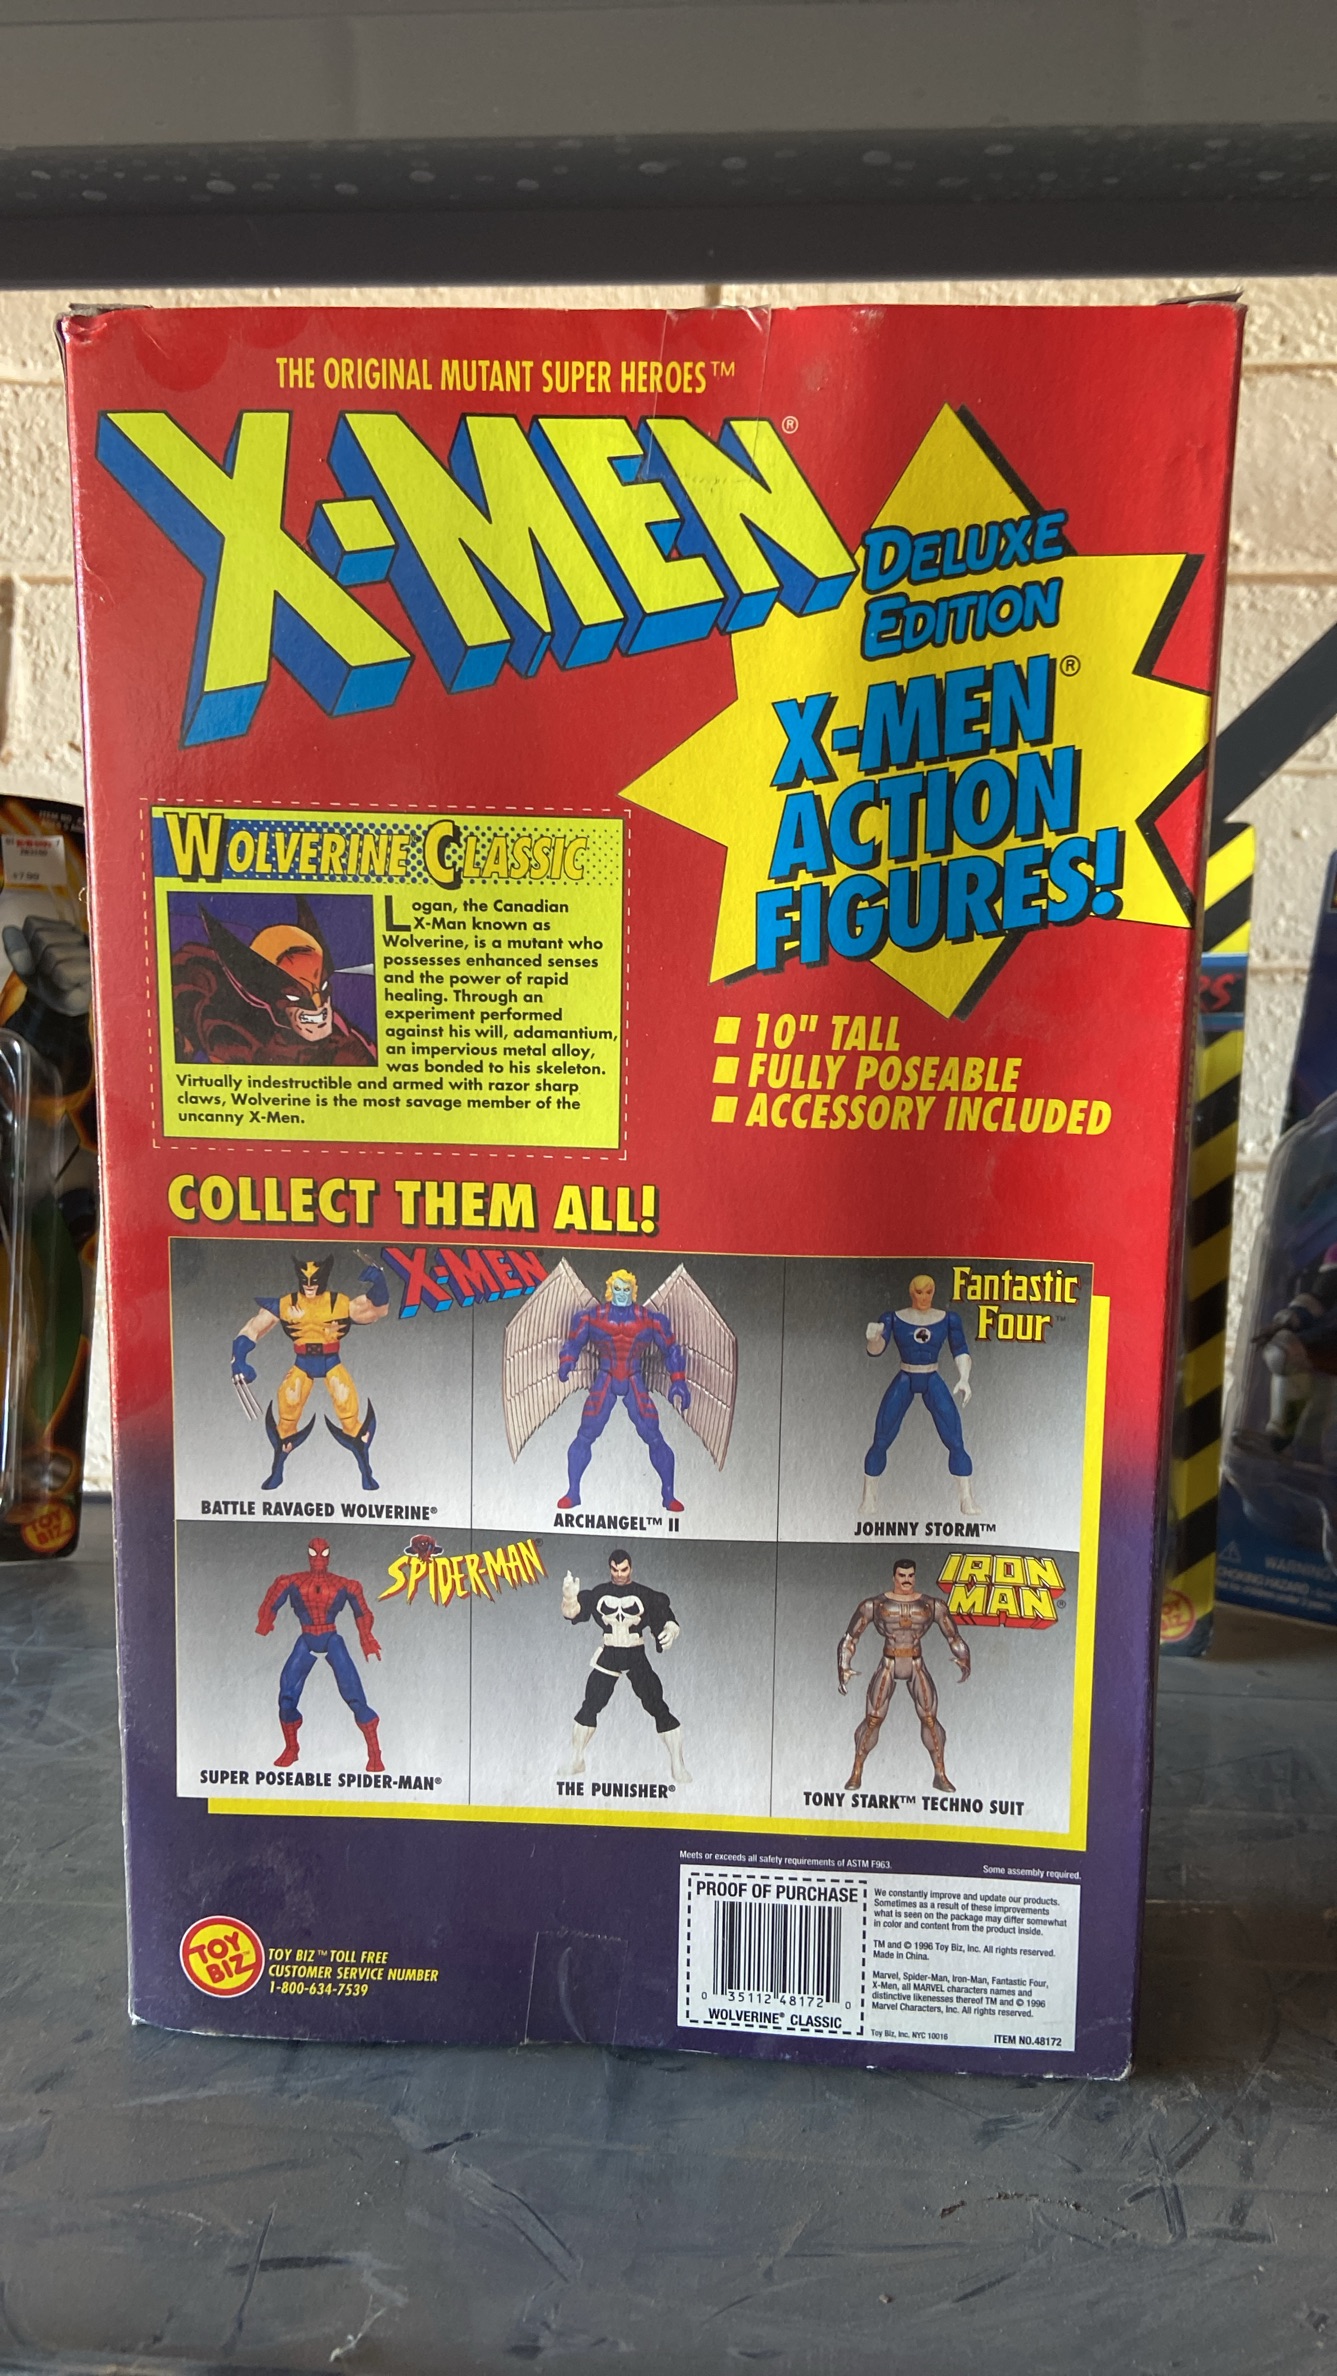 THE ORIGINAL MUTANT SUPER HEROES™
X-MEN®
DELUXE
EDITION
X-MEN®
ACTION
FIGURES!
WOLVERINE CLASSIC
Logan, the Canadian
X-Man known as
Wolverine, is a mutant who
possesses enhanced senses
and the power of rapid
healing. Through an
experiment performed
against his will, adamantium,
an impervious metal alloy,
was bonded to his skeleton.
Virtually indestructible and armed with razor sharp
claws, Wolverine is the most savage member of the
uncanny X-Men.
10" TALL
FULLY POSEABLE
ACCESSORY INCLUDED
COLLECT THEM ALL!
X-MEN
Fantastic
Four™
BATTLE RAVAGED WOLVERINE®
ARCHANGEL™ II
JOHNNY STORM™
SPIDER-MAN®
IRON
MAN®
SUPER POSEABLE SPIDER-MAN®
THE PUNISHER®
TONY STARK™ TECHNO SUIT
Meets or exceeds all safety requirements of ASTM F963.
Some assembly required.
PROOF OF PURCHASE
0 35112 48172 0
WOLVERINE® CLASSIC
We constantly improve and update our products.
Sometimes as a result of these improvements
what is seen on the package may differ somewhat
in color and content from the product inside.
TM and © 1996 Toy Biz, Inc. All rights reserved.
Made in China.
Marvel, Spider-Man, Iron-Man, Fantastic Four,
X-Men, all MARVEL characters names and
distinctive likenesses thereof TM and © 1996
Marvel Characters, Inc. All rights reserved.
Toy Biz, Inc. NYC 10016
ITEM NO.48172
TOY
BIZ™
TOY BIZ™ TOLL FREE
CUSTOMER SERVICE NUMBER
1-800-634-7539
TOY
BIZ
WARNING
CHOKING HAZARD